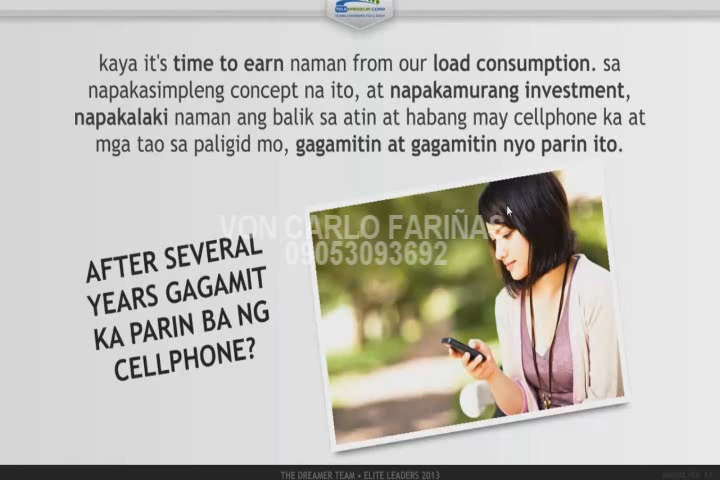 kaya it's time to earn naman from our load consumption. sa
napakasimpleng concept na ito, at napakamurang investment,
napakalaki naman ang balik sa atin at habang may cellphone ka at
mga tao sa paligid mo, gagamitin at gagamitin nyo parin ito.
VON CARLO FARIÑAS
09053093692
AFTER SEVERAL
YEARS GAGAMIT
KA PARIN BA NG
CELLPHONE?
THE DREAMER TEAM • ELITE LEADERS 2013